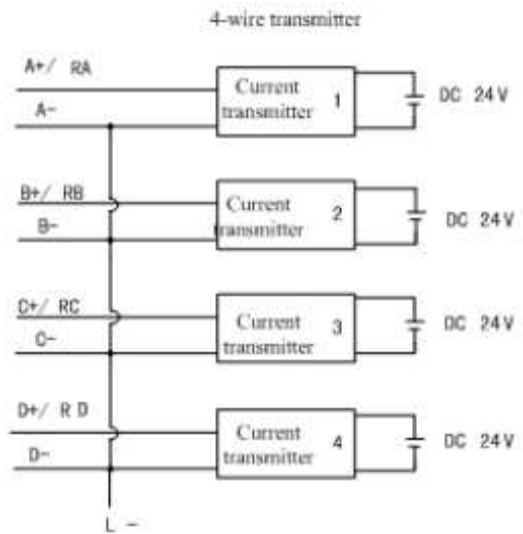 4-wire transmitter
A+/ RA
Current
transmitter
1
DC 24V
A-
B+/ RB
Current
transmitter
2
DC 24V
B-
C+/ RC
Current
transmitter
3
DC 24V
C-
D+/ R D
Current
transmitter
4
DC 24V
D-
L -